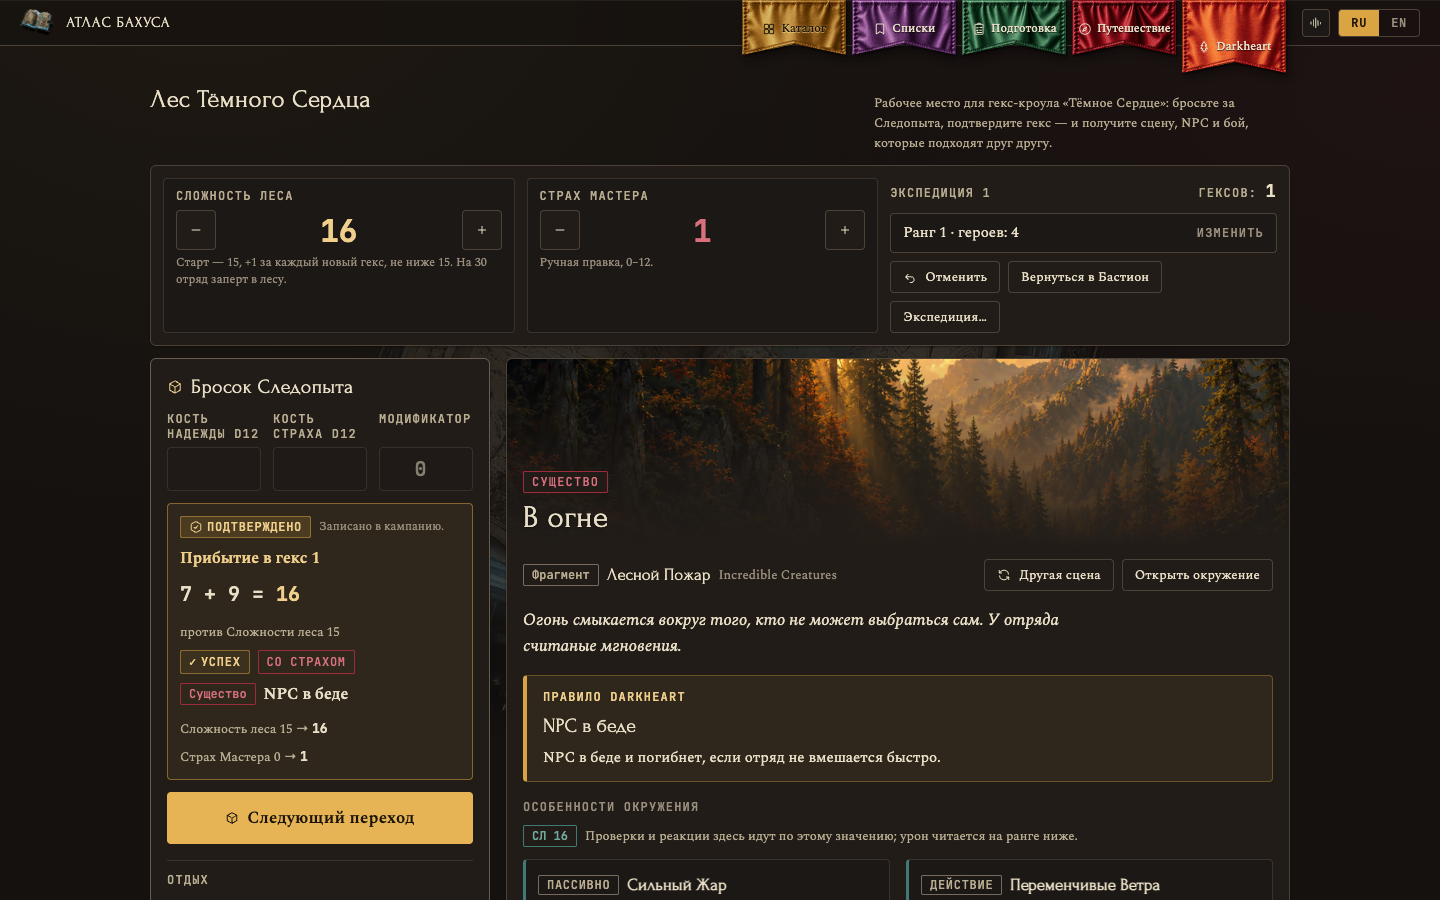 АТЛАС БАХУСА
Каталог
Списки
Подготовка
Путешествие
Darkheart
RU
EN
Лес Тёмного Сердца
Рабочее место для гекс-кроула «Тёмное Сердце»: бросьте за
Следопыта, подтвердите гекс — и получите сцену, NPC и бой,
которые подходят друг другу.
СЛОЖНОСТЬ ЛЕСА
− 16 +
Старт — 15, +1 за каждый новый гекс, не ниже 15. На 30
отряд заперт в лесу.
СТРАХ МАСТЕРА
− 1 +
Ручная правка, 0–12.
ЭКСПЕДИЦИЯ 1
ГЕКСОВ: 1
Ранг 1 · героев: 4
ИЗМЕНИТЬ
Отменить
Вернуться в Бастион
Экспедиция…
Бросок Следопыта
КОСТЬ
НАДЕЖДЫ D12
КОСТЬ
СТРАХА D12
МОДИФИКАТОР
0
ПОДТВЕРЖДЕНО
Записано в кампанию.
Прибытие в гекс 1
7 + 9 = 16
против Сложности леса 15
✓ УСПЕХ
СО СТРАХОМ
Существо
NPC в беде
Сложность леса 15 → 16
Страх Мастера 0 → 1
Следующий переход
ОТДЫХ
СУЩЕСТВО
В огне
Фрагмент
Лесной Пожар
Incredible Creatures
Другая сцена
Открыть окружение
Огонь смыкается вокруг того, кто не может выбраться сам. У отряда
считаные мгновения.
ПРАВИЛО DARKHEART
NPC в беде
NPC в беде и погибнет, если отряд не вмешается быстро.
ОСОБЕННОСТИ ОКРУЖЕНИЯ
СЛ 16
Проверки и реакции здесь идут по этому значению; урон читается на ранге ниже.
ПАССИВНО
Сильный Жар
ДЕЙСТВИЕ
Переменчивые Ветра